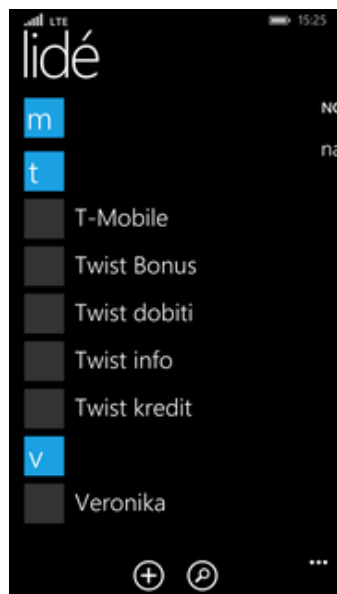 LTE 15:25
lidé
m
t
T-Mobile
Twist Bonus
Twist dobiti
Twist info
Twist kredit
v
Veronika